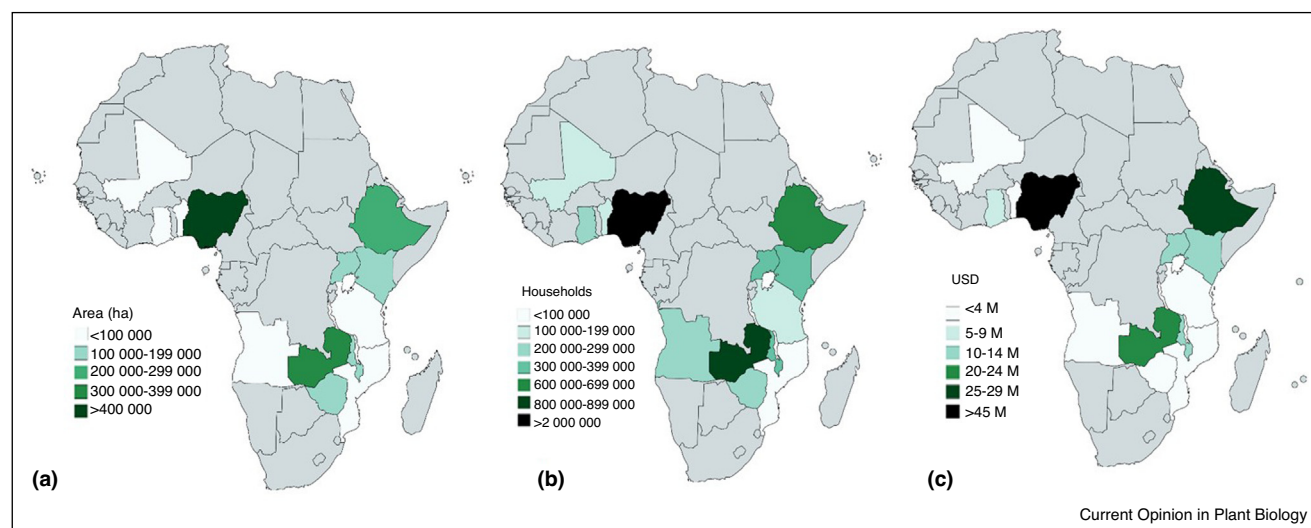 Area (ha)
<100 000
100 000-199 000
200 000-299 000
300 000-399 000
>400 000
(a)
Households
<100 000
100 000-199 000
200 000-299 000
300 000-399 000
600 000-699 000
800 000-899 000
>2 000 000
(b)
USD
<4 M
5-9 M
10-14 M
20-24 M
25-29 M
>45 M
(c)
Current Opinion in Plant Biology